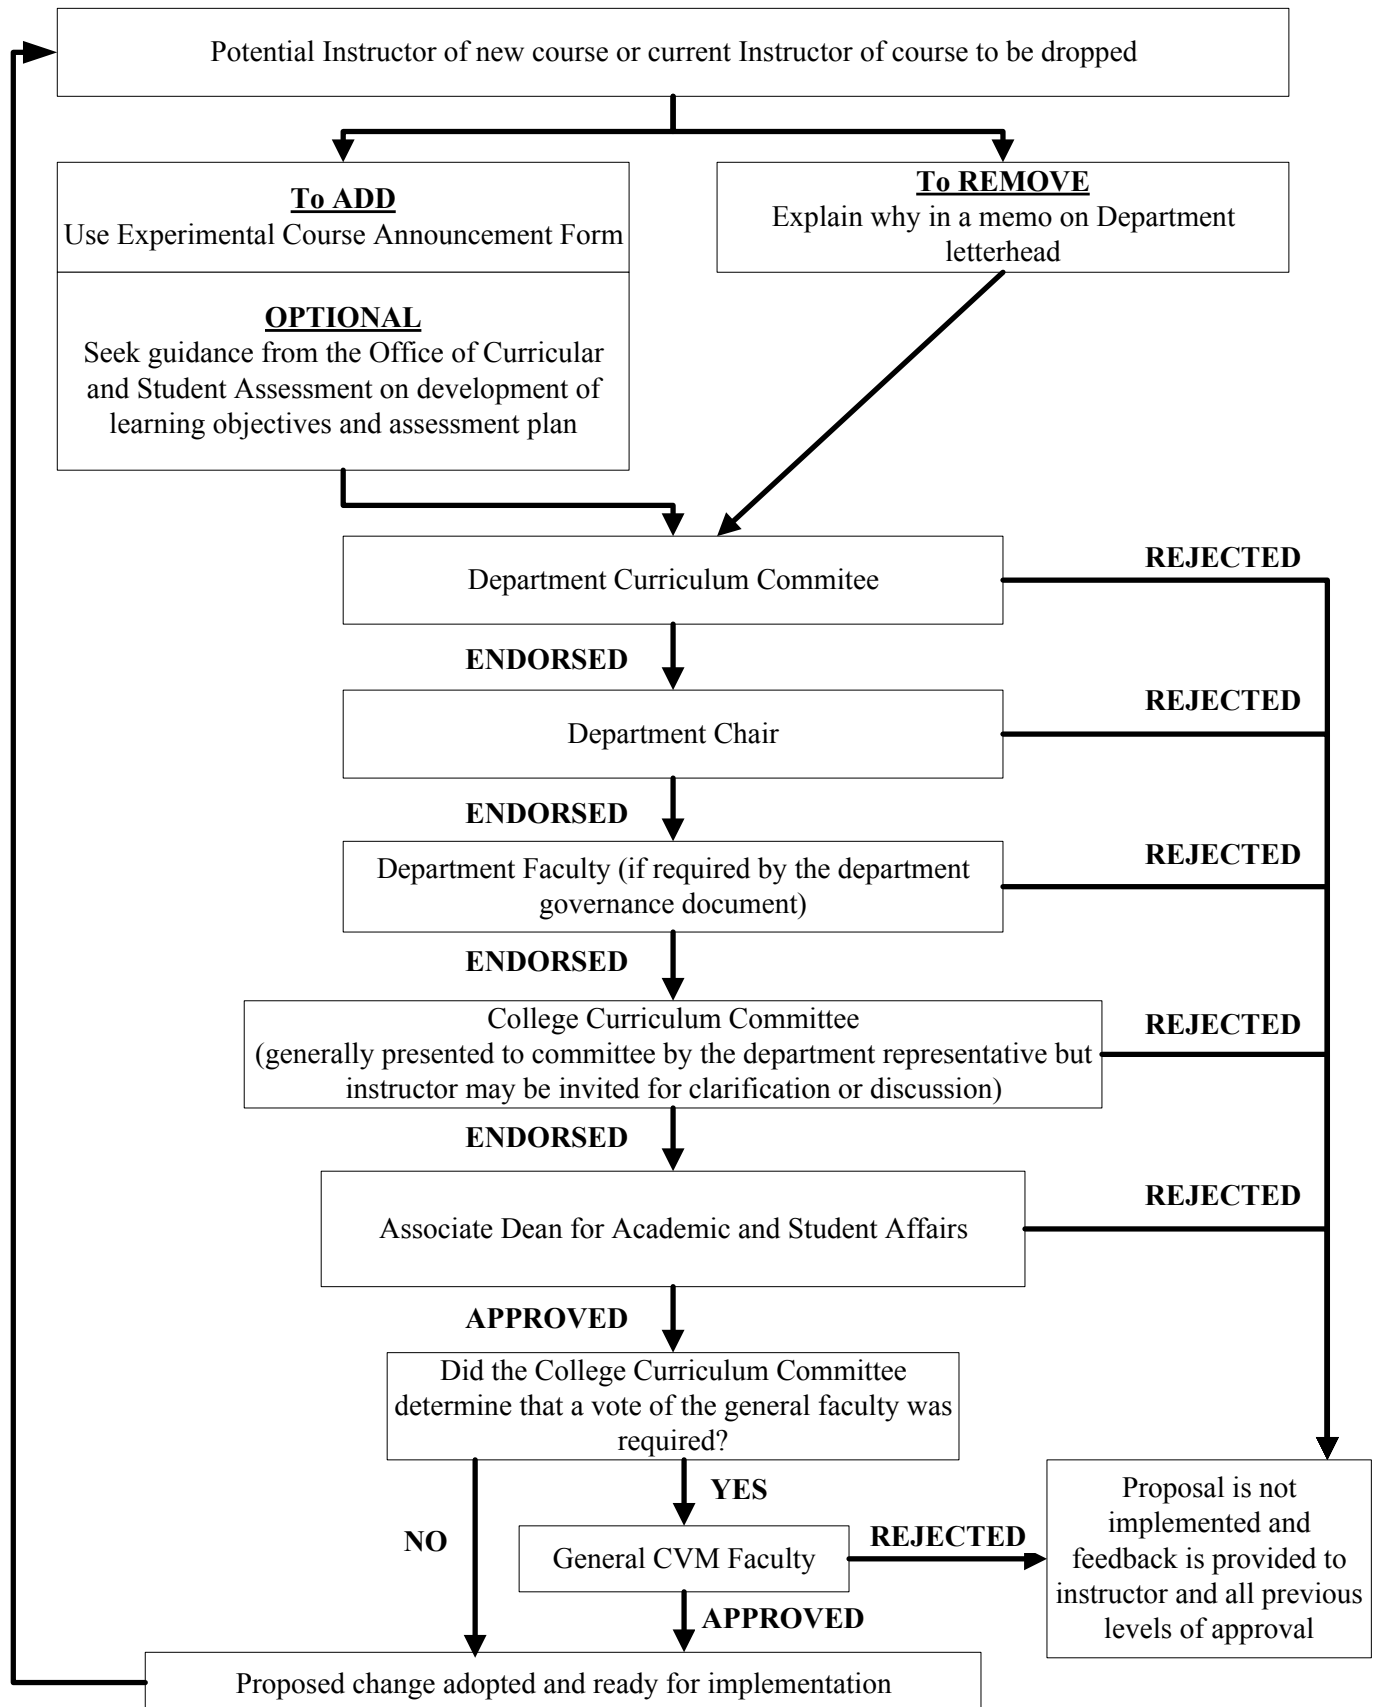 Potential Instructor of new course or current Instructor of course to be dropped
To ADD
Use Experimental Course Announcement Form
To REMOVE
Explain why in a memo on Department
letterhead
OPTIONAL
Seek guidance from the Office of Curricular
and Student Assessment on development of
learning objectives and assessment plan
Department Curriculum Commitee
REJECTED
ENDORSED
Department Chair
REJECTED
ENDORSED
Department Faculty (if required by the department
governance document)
REJECTED
ENDORSED
College Curriculum Committee
(generally presented to committee by the department representative but
instructor may be invited for clarification or discussion)
REJECTED
ENDORSED
Associate Dean for Academic and Student Affairs
REJECTED
APPROVED
Did the College Curriculum Committee
determine that a vote of the general faculty was
required?
YES
NO
General CVM Faculty
REJECTED
Proposal is not
implemented and
feedback is provided to
instructor and all previous
levels of approval
APPROVED
Proposed change adopted and ready for implementation